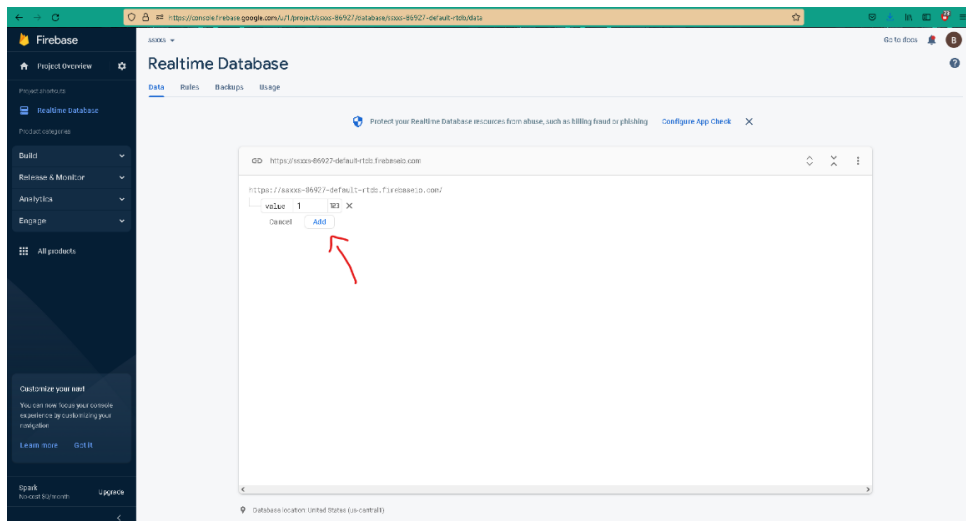 https://console.firebase.google.com/u/1/project/ssxxs-86927/database/ssxxs-86927-default-rtdb/data
Firebase
ssxxs
Go to docs
B
Project Overview
Realtime Database
Data Rules Backups Usage
Project shortcuts
Realtime Database
Product categories
Protect your Realtime Database resources from abuse, such as billing fraud or phishing Configure App Check
Build
https://ssxxs-86927-default-rtdb.firebaseio.com
Release & Monitor
https://ssxxs-86927-default-rtdb.firebaseio.com/
Analytics
value 1 123
Engage
Cancel Add
All products
Customize your nav!
You can now focus your console
experience by customizing your
navigation
Learn more Got it
Spark
No-cost $0/month
Upgrade
Database location: United States (us-central1)